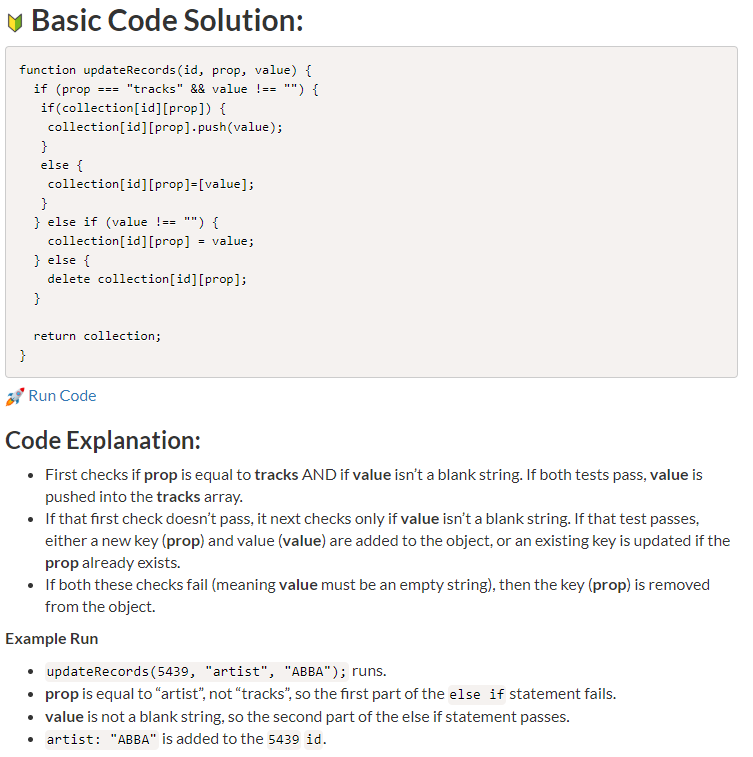 Basic Code Solution:
function updateRecords(id, prop, value) {
  if (prop === "tracks" && value !== "") {
   if(collection[id][prop]) {
    collection[id][prop].push(value);
   }
   else {
    collection[id][prop]=[value];
   }
  } else if (value !== "") {
    collection[id][prop] = value;
  } else {
    delete collection[id][prop];
  }
  return collection;
}
Run Code
Code Explanation:
• First checks if prop is equal to tracks AND if value isn’t a blank string. If both tests pass, value is
pushed into the tracks array.
• If that first check doesn’t pass, it next checks only if value isn’t a blank string. If that test passes,
either a new key (prop) and value (value) are added to the object, or an existing key is updated if the
prop already exists.
• If both these checks fail (meaning value must be an empty string), then the key (prop) is removed
from the object.
Example Run
• updateRecords(5439, "artist", "ABBA"); runs.
• prop is equal to “artist”, not “tracks”, so the first part of the else if statement fails.
• value is not a blank string, so the second part of the else if statement passes.
• artist: "ABBA" is added to the 5439 id.